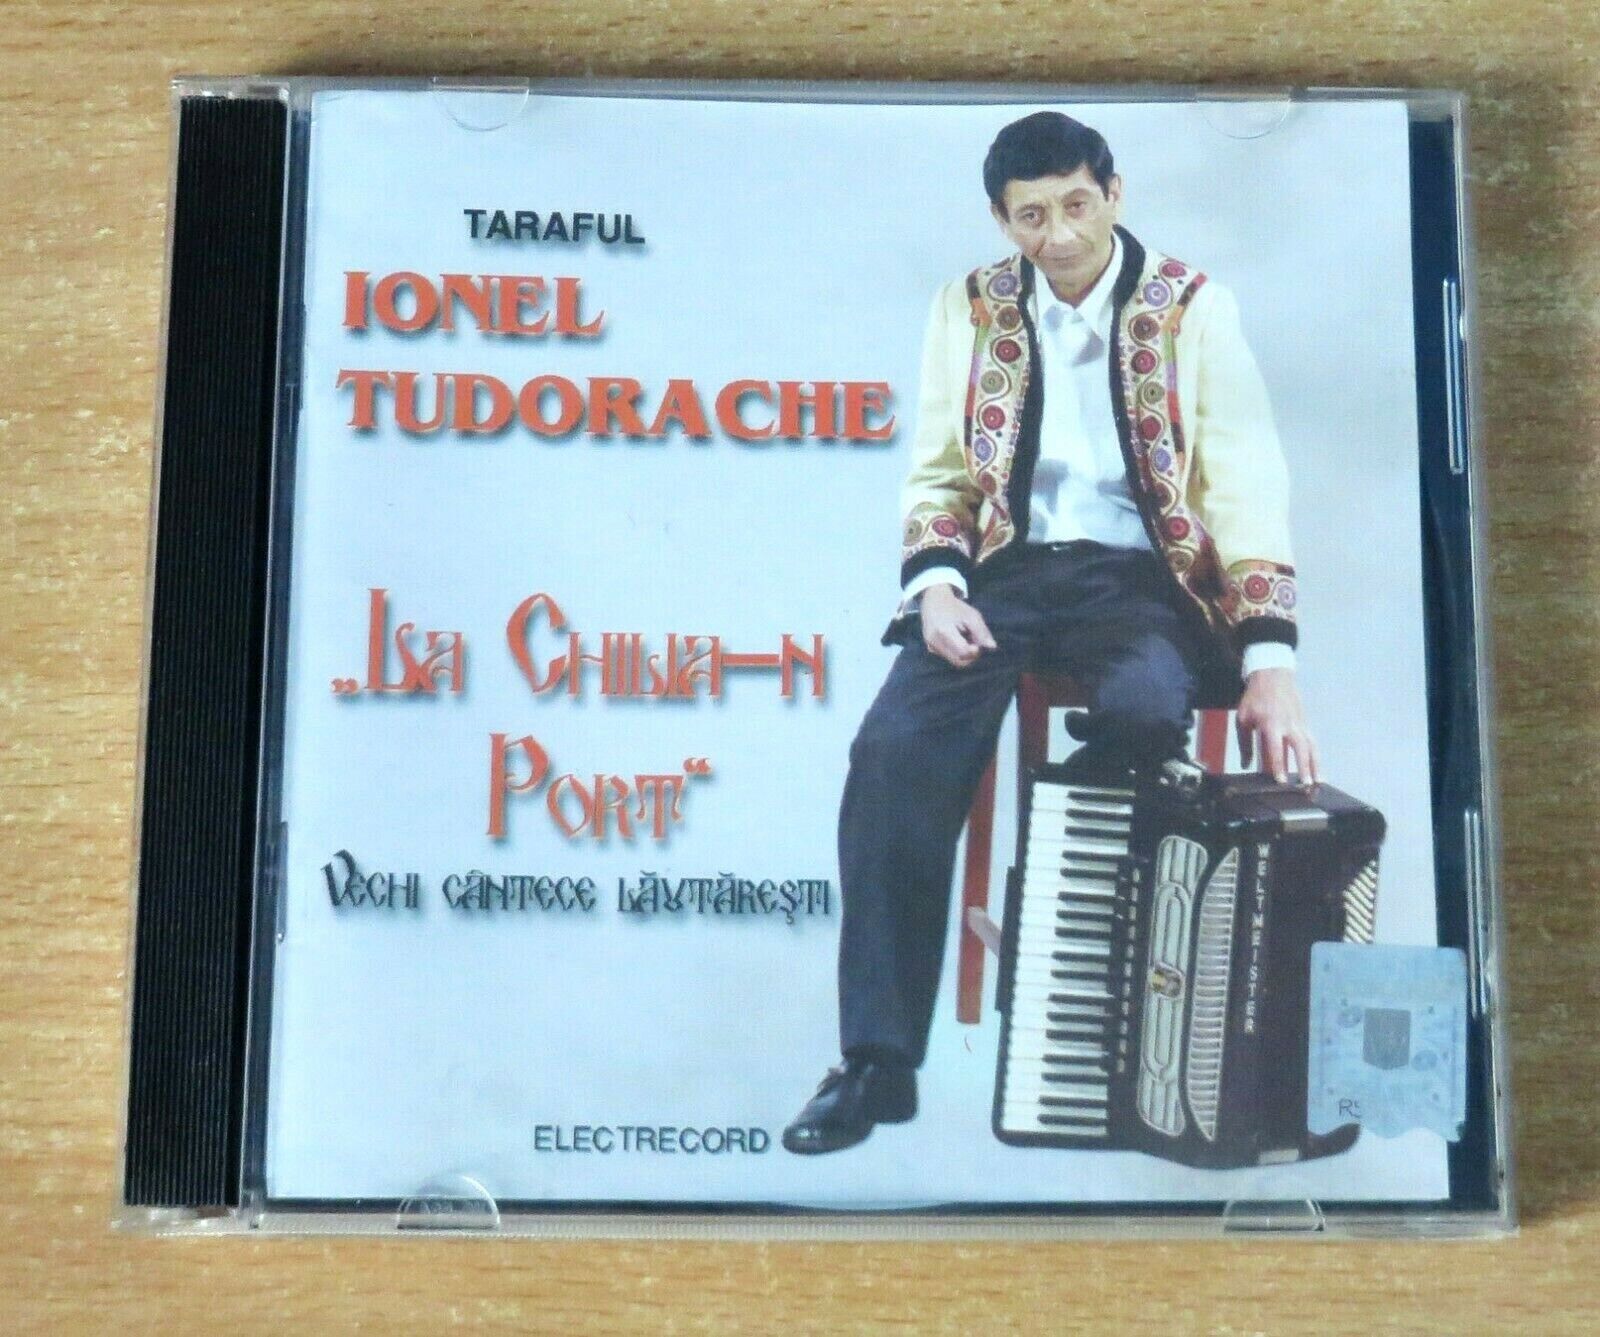 TARAFUL
IONEL
TUDORACHE
„La Chilia-n
Port“
Vechi cântece lăutărești
ELECTRECORD
WELTMEISTER